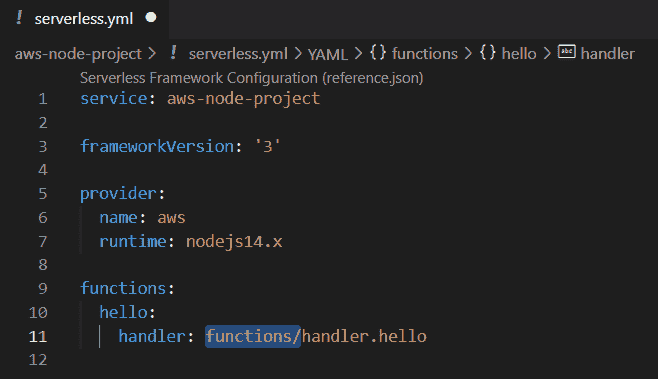 ! serverless.yml ●
aws-node-project > ! serverless.yml > YAML > {} functions > {} hello > abc handler
Serverless Framework Configuration (reference.json)
1 service: aws-node-project
2
3 frameworkVersion: '3'
4
5 provider:
6   name: aws
7   runtime: nodejs14.x
8
9 functions:
10   hello:
11     handler: functions/handler.hello
12